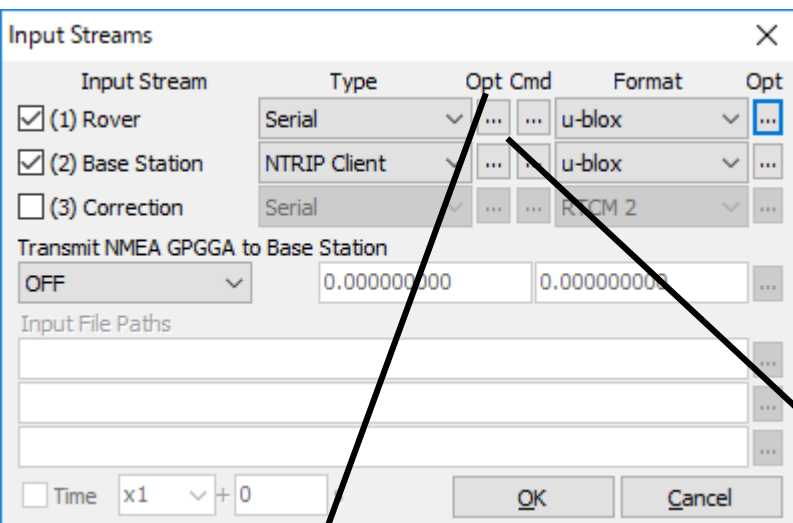 Input Streams
Input Stream Type Opt Cmd Format Opt
(1) Rover Serial ... ... u-blox ...
(2) Base Station NTRIP Client ... ... u-blox ...
(3) Correction Serial ... ... RTCM 2 ...
Transmit NMEA GPGGA to Base Station
OFF 0.000000000 0.000000000 ...
Input File Paths
...
...
...
Time x1 + 0
OK Cancel